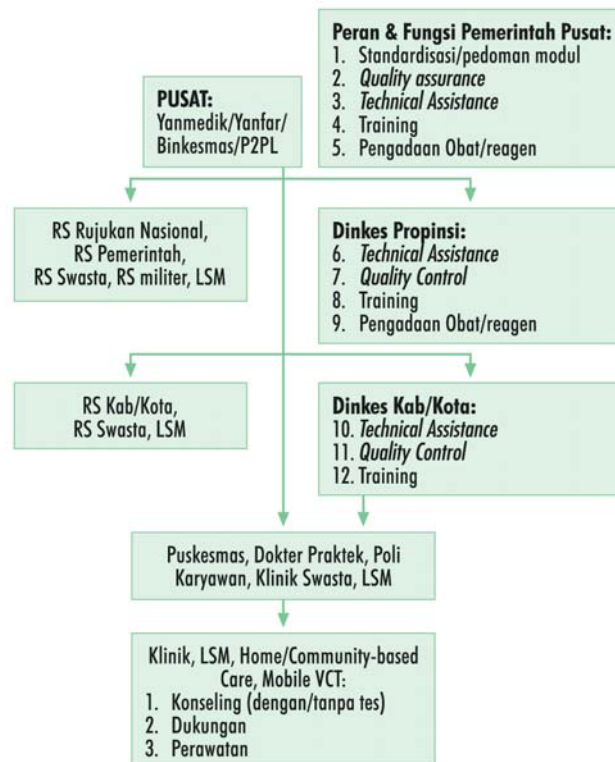 Peran & Fungsi Pemerintah Pusat:
1. Standardisasi/pedoman modul
2. Quality assurance
3. Technical Assistance
4. Training
5. Pengadaan Obat/reagen
PUSAT:
Yanmedik/Yanfar/
Binkesmas/P2PL
RS Rujukan Nasional,
RS Pemerintah,
RS Swasta, RS militer, LSM
Dinkes Propinsi:
6. Technical Assistance
7. Quality Control
8. Training
9. Pengadaan Obat/reagen
RS Kab/Kota,
RS Swasta, LSM
Dinkes Kab/Kota:
10. Technical Assistance
11. Quality Control
12. Training
Puskesmas, Dokter Praktek, Poli
Karyawan, Klinik Swasta, LSM
Klinik, LSM, Home/Community-based
Care, Mobile VCT:
1. Konseling (dengan/tanpa tes)
2. Dukungan
3. Perawatan